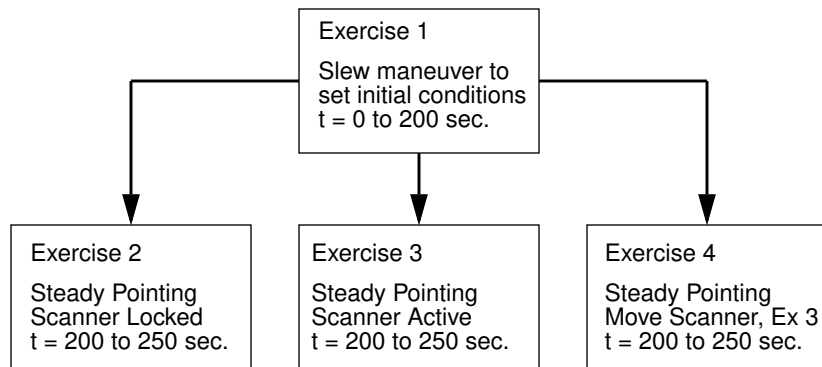 Exercise 1
Slew maneuver to
set initial conditions
t = 0 to 200 sec.
Exercise 2
Steady Pointing
Scanner Locked
t = 200 to 250 sec.
Exercise 3
Steady Pointing
Scanner Active
t = 200 to 250 sec.
Exercise 4
Steady Pointing
Move Scanner, Ex 3
t = 200 to 250 sec.